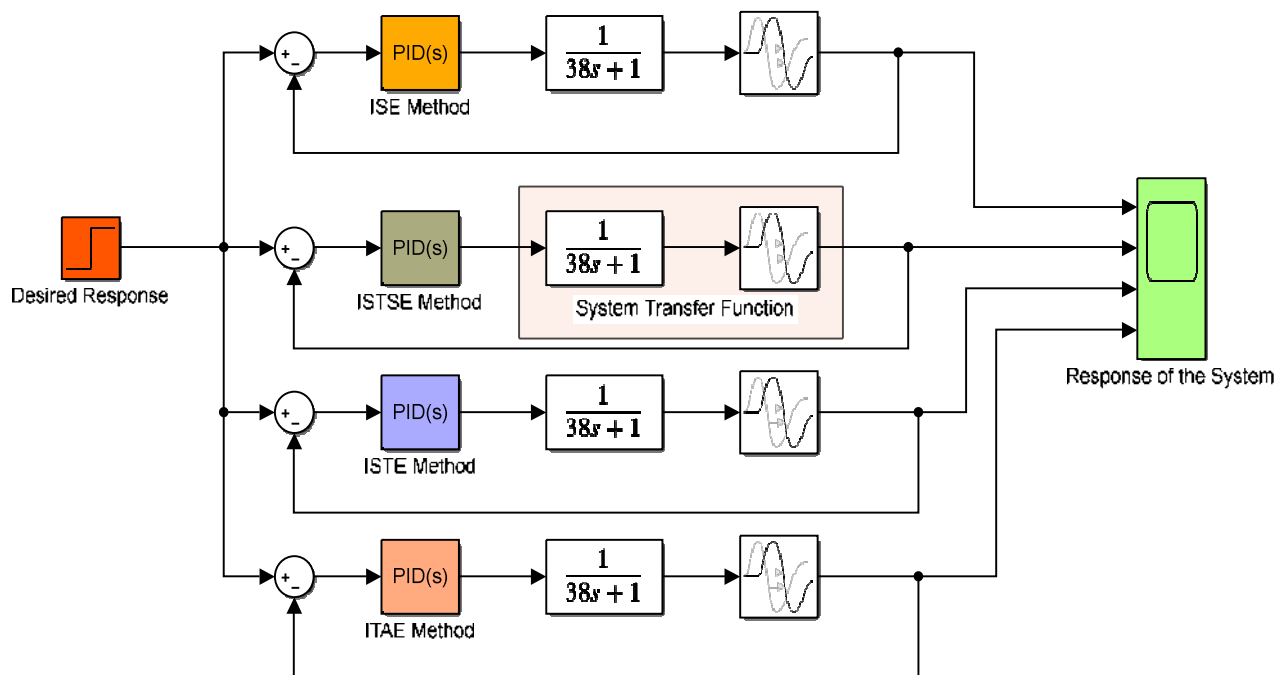 +
−
PID(s)
1
38s + 1
ISE Method
+
−
PID(s)
1
38s + 1
ISTSE Method
System Transfer Function
Desired Response
Response of the System
+
−
PID(s)
1
38s + 1
ISTE Method
+
−
PID(s)
1
38s + 1
ITAE Method